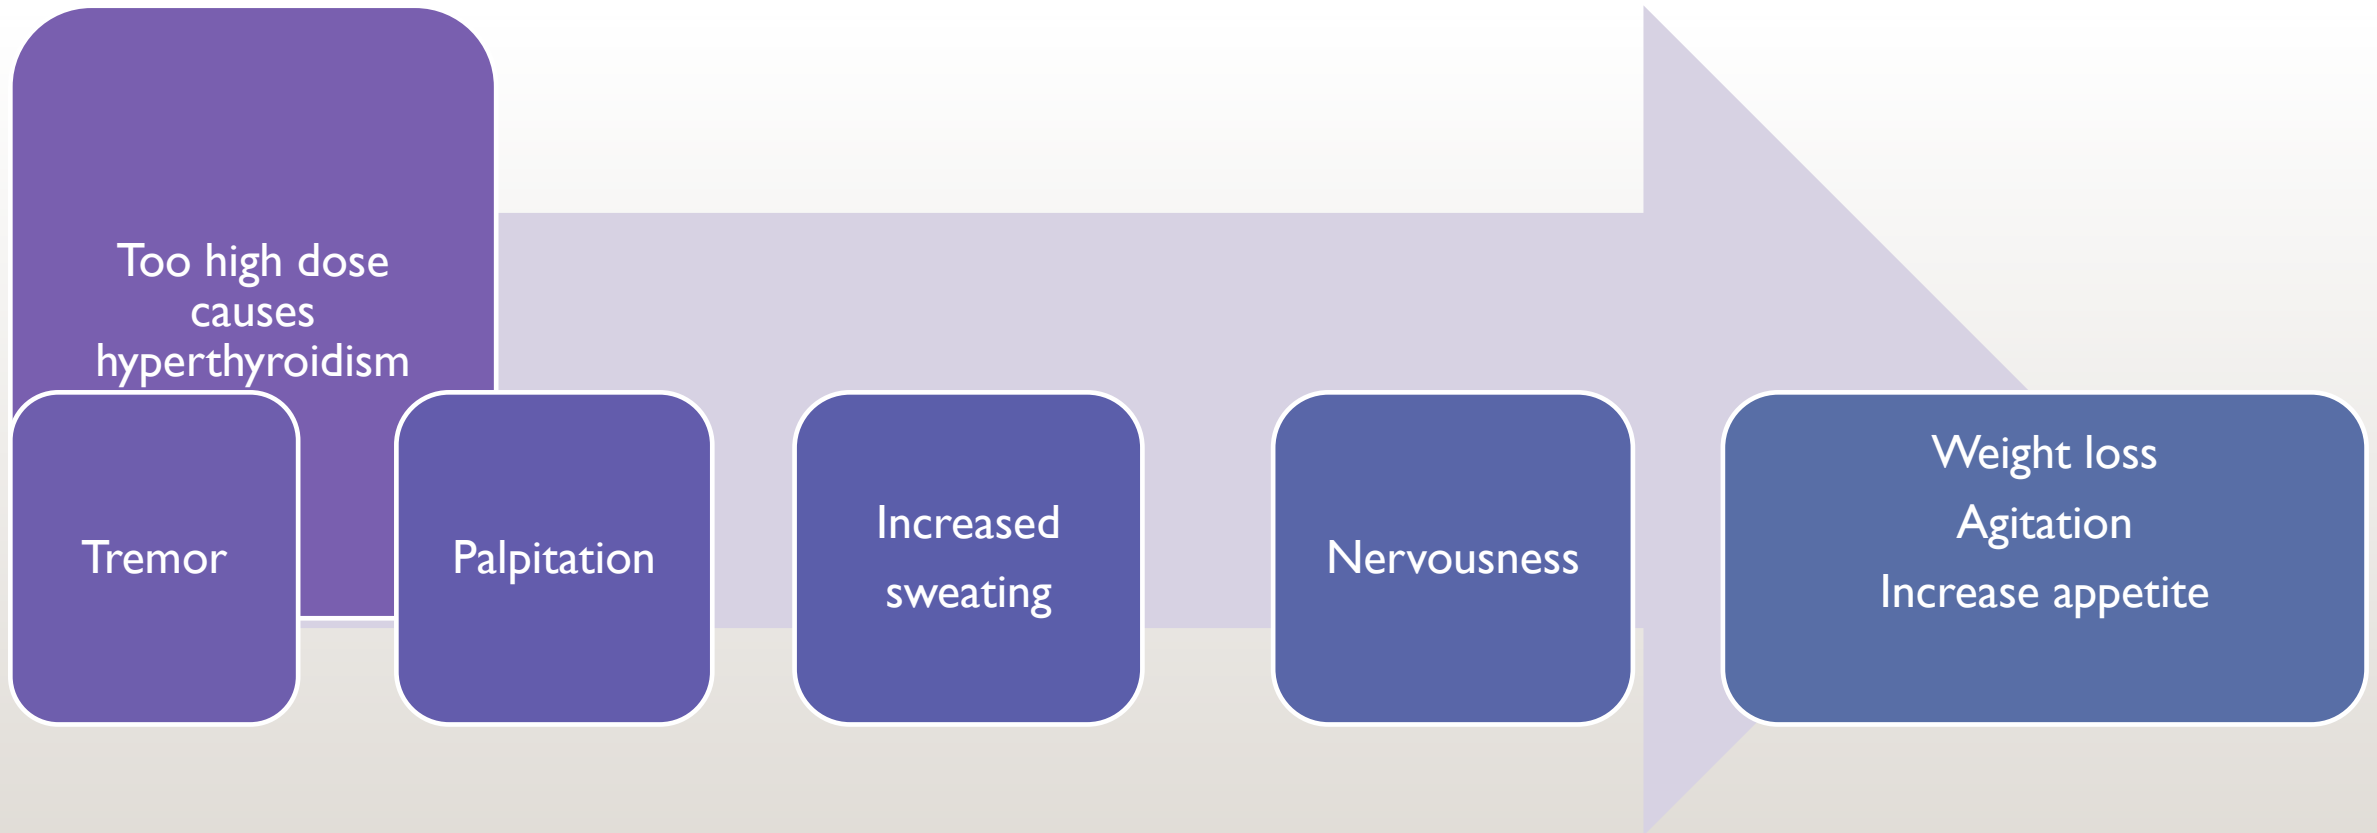 Too high dose
causes
hyperthyroidism
Tremor
Palpitation
Increased
sweating
Nervousness
Weight loss
Agitation
Increase appetite